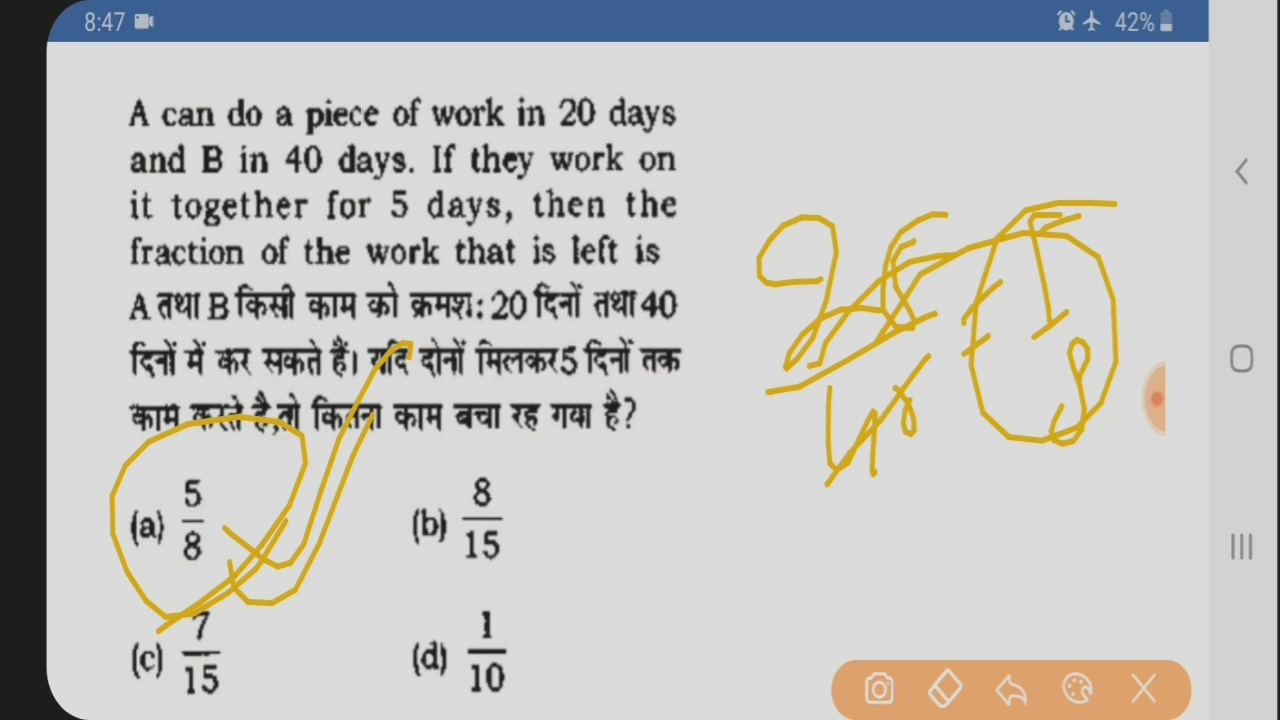 8:47
42%
A can do a piece of work in 20 days
and B in 40 days. If they work on
it together for 5 days, then the
fraction of the work that is left is
A तथा B किसी काम को क्रमश: 20 दिनों तथा 40
दिनों में कर सकते हैं। यदि दोनों मिलकर 5 दिनों तक
काम करते है,तो कितना काम बचा रह गया है?
(a) 5/8
(b) 8/15
(c) 7/15
(d) 1/10